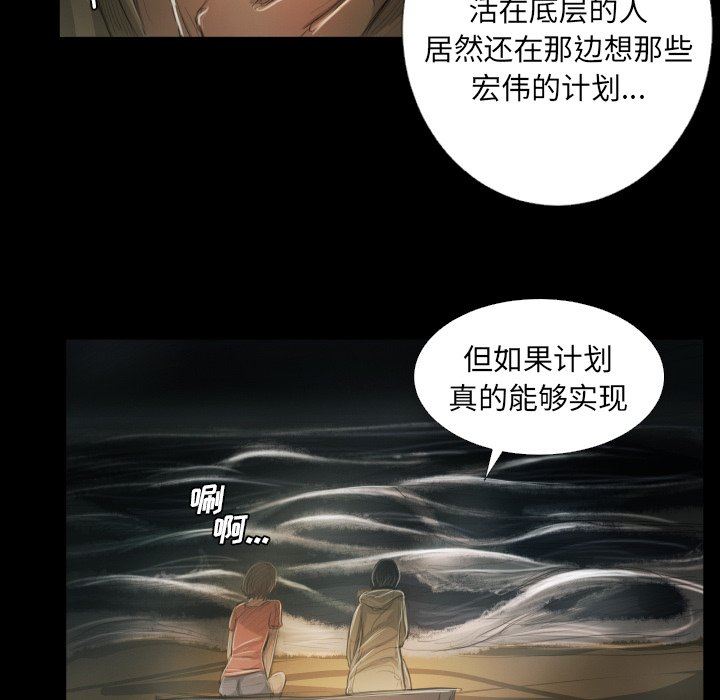 活在底层的人
居然还在那边想那些
宏伟的计划...
但如果计划
真的能够实现
唰
啊...